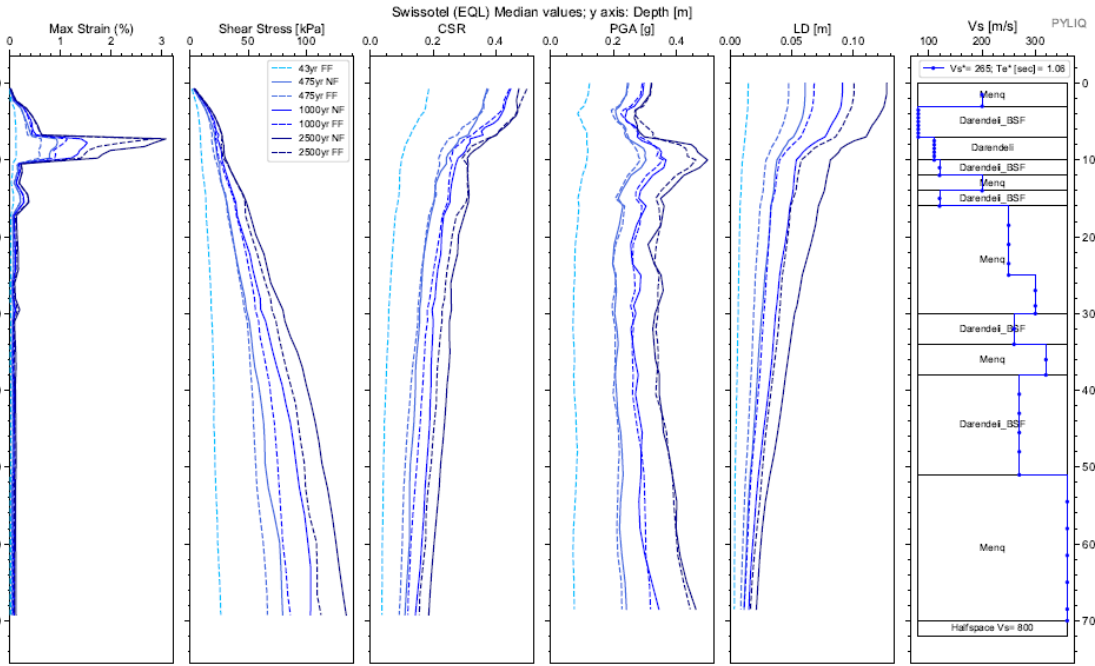 Swissotel (EQL) Median values; y axis: Depth [m]
PYLIQ
Max Strain (%)
0 1 2 3
Shear Stress [kPa]
0 50 100
43yr FF
475yr NF
475yr FF
1000yr NF
1000yr FF
2500yr NF
2500yr FF
CSR
0.0 0.2 0.4
PGA [g]
0.0 0.2 0.4
LD [m]
0.00 0.05 0.10
Vs [m/s]
100 200 300
Vs*= 265; Te* [sec] = 1.06
Menq
Darendeli_BSF
Darendeli
Darendeli_BSF
Menq
Darendeli_BSF
Menq
Darendeli_BSF
Menq
Darendeli_BSF
Menq
Halfspace Vs= 800
0
10
20
30
40
50
60
70